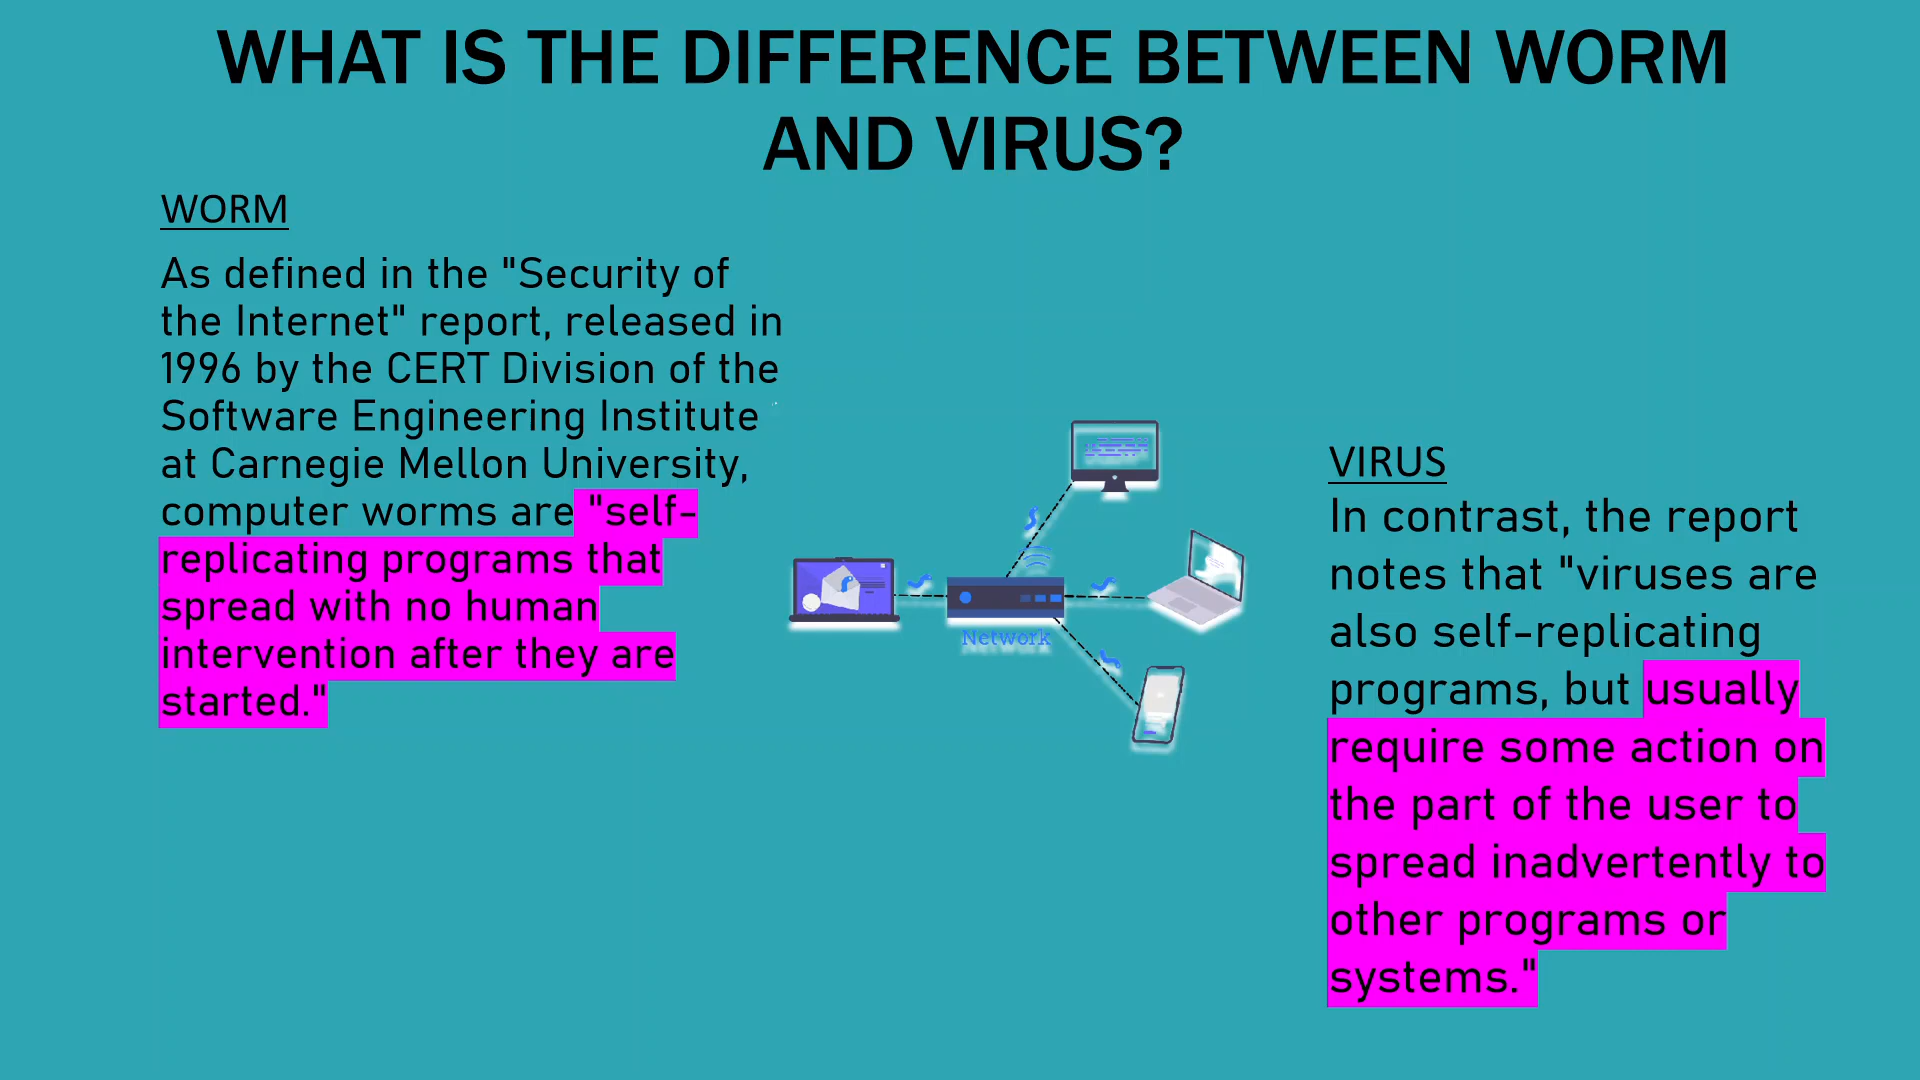 WHAT IS THE DIFFERENCE BETWEEN WORM
AND VIRUS?
WORM
As defined in the "Security of
the Internet" report, released in
1996 by the CERT Division of the
Software Engineering Institute
at Carnegie Mellon University,
computer worms are "self-
replicating programs that
spread with no human
intervention after they are
started."
Network
VIRUS
In contrast, the report
notes that "viruses are
also self-replicating
programs, but usually
require some action on
the part of the user to
spread inadvertently to
other programs or
systems."